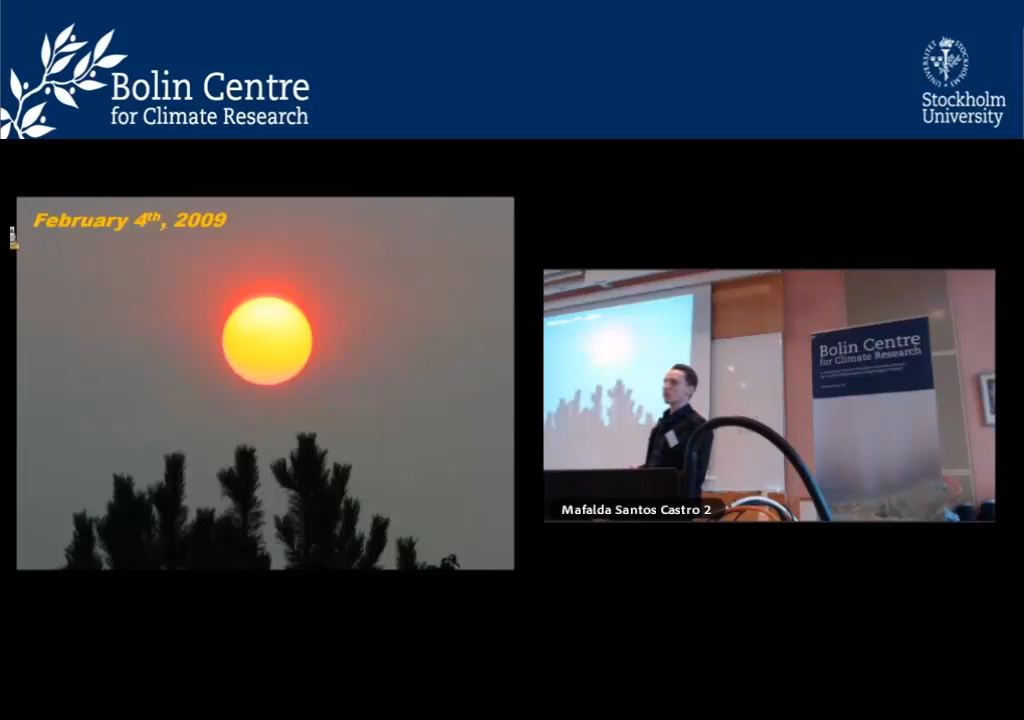 Bolin Centre
for Climate Research
Stockholm
University
February 4th, 2009
Bolin Centre
for Climate Research
Mafalda Santos Castro 2